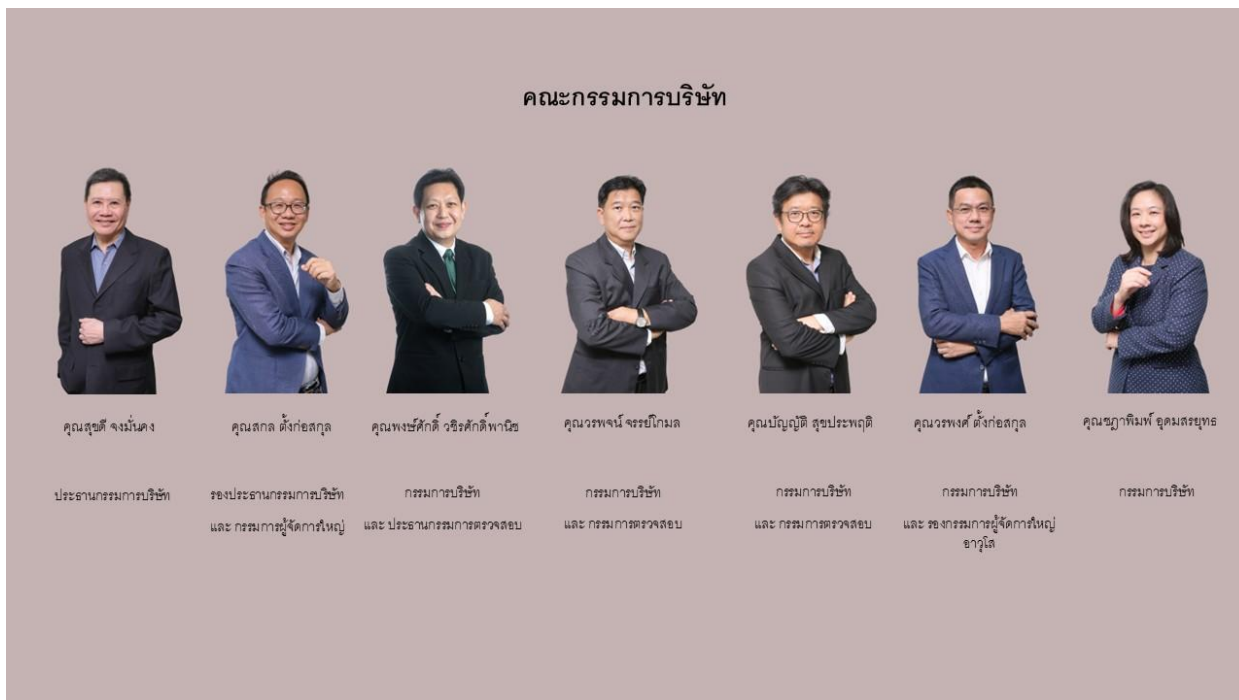 คณะกรรมการบริษัท
คุณสุขดี จงมั่นคง
ประธานกรรมการบริษัท
คุณสกล ตั้งก่อสกุล
รองประธานกรรมการบริษัท
และ กรรมการผู้จัดการใหญ่
คุณพงษ์ศักดิ์ วชิรศักดิ์พานิช
กรรมการบริษัท
และ ประธานกรรมการตรวจสอบ
คุณวรพจน์ จรรย์โกมล
กรรมการบริษัท
และ กรรมการตรวจสอบ
คุณบัญญัติ สุขประพฤติ
กรรมการบริษัท
และ กรรมการตรวจสอบ
คุณวรพงศ์ ตั้งก่อสกุล
กรรมการบริษัท
และ รองกรรมการผู้จัดการใหญ่
อาวุโส
คุณชฎาพิมพ์ อุดมสรยุทธ
กรรมการบริษัท